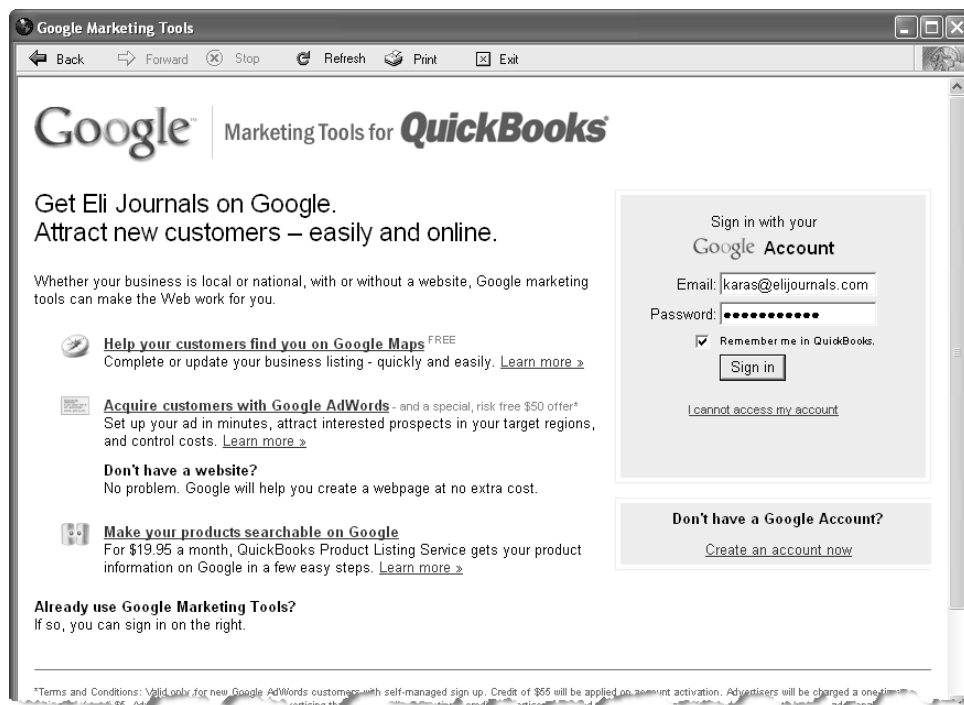 Google Marketing Tools
Back Forward Stop Refresh Print Exit
Google™ Marketing Tools for QuickBooks®
Get Eli Journals on Google.
Attract new customers – easily and online.
Whether your business is local or national, with or without a website, Google marketing
tools can make the Web work for you.
Help your customers find you on Google Maps FREE
Complete or update your business listing - quickly and easily. Learn more »
Acquire customers with Google AdWords - and a special, risk free $50 offer*
Set up your ad in minutes, attract interested prospects in your target regions,
and control costs. Learn more »
Don't have a website?
No problem. Google will help you create a webpage at no extra cost.
Make your products searchable on Google
For $19.95 a month, QuickBooks Product Listing Service gets your product
information on Google in a few easy steps. Learn more »
Already use Google Marketing Tools?
If so, you can sign in on the right.
Sign in with your
Google Account
Email: karas@elijournals.com
Password: •••••••••••
Remember me in QuickBooks.
Sign in
I cannot access my account
Don't have a Google Account?
Create an account now
*Terms and Conditions: Valid only for new Google AdWords customers with self-managed sign up. Credit of $55 will be applied on account activation. Advertisers will be charged a one-time